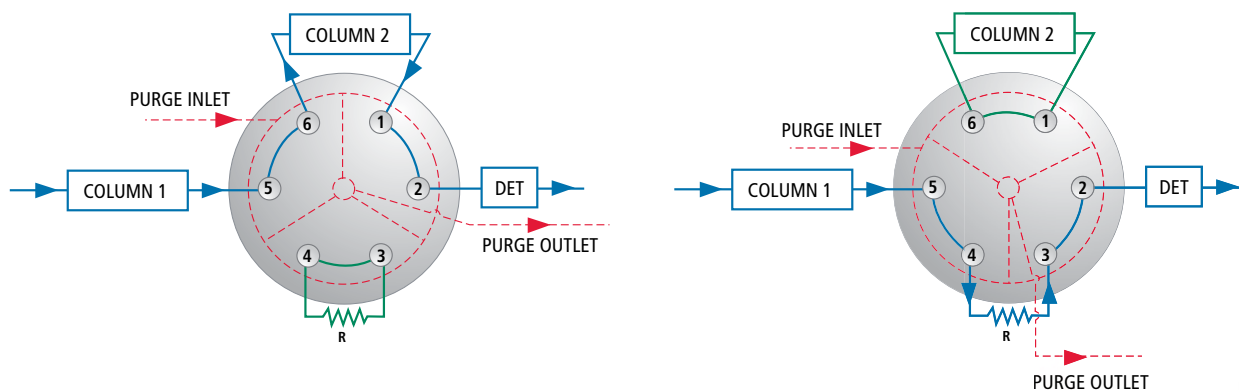 COLUMN 2
PURGE INLET
6
1
COLUMN 1
5
2
DET
PURGE OUTLET
4
3
R
COLUMN 2
6
1
PURGE INLET
COLUMN 1
5
2
DET
4
3
R
PURGE OUTLET